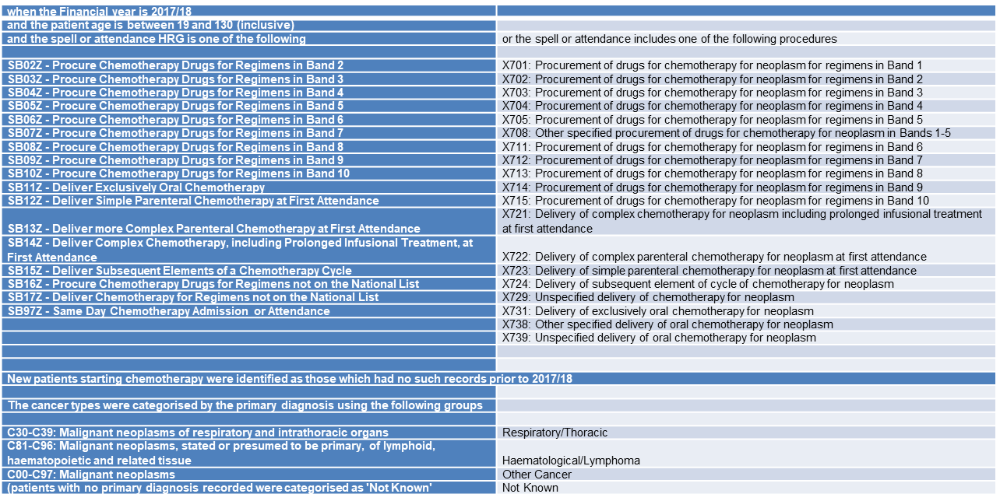 when the Financial year is 2017/18
and the patient age is between 19 and 130 (inclusive)
and the spell or attendance HRG is one of the following
or the spell or attendance includes one of the following procedures
SB02Z - Procure Chemotherapy Drugs for Regimens in Band 2
X701: Procurement of drugs for chemotherapy for neoplasm for regimens in Band 1
SB03Z - Procure Chemotherapy Drugs for Regimens in Band 3
X702: Procurement of drugs for chemotherapy for neoplasm for regimens in Band 2
SB04Z - Procure Chemotherapy Drugs for Regimens in Band 4
X703: Procurement of drugs for chemotherapy for neoplasm for regimens in Band 3
SB05Z - Procure Chemotherapy Drugs for Regimens in Band 5
X704: Procurement of drugs for chemotherapy for neoplasm for regimens in Band 4
SB06Z - Procure Chemotherapy Drugs for Regimens in Band 6
X705: Procurement of drugs for chemotherapy for neoplasm for regimens in Band 5
SB07Z - Procure Chemotherapy Drugs for Regimens in Band 7
X708: Other specified procurement of drugs for chemotherapy for neoplasm in Bands 1-5
SB08Z - Procure Chemotherapy Drugs for Regimens in Band 8
X711: Procurement of drugs for chemotherapy for neoplasm for regimens in Band 6
SB09Z - Procure Chemotherapy Drugs for Regimens in Band 9
X712: Procurement of drugs for chemotherapy for neoplasm for regimens in Band 7
SB10Z - Procure Chemotherapy Drugs for Regimens in Band 10
X713: Procurement of drugs for chemotherapy for neoplasm for regimens in Band 8
SB11Z - Deliver Exclusively Oral Chemotherapy
X714: Procurement of drugs for chemotherapy for neoplasm for regimens in Band 9
SB12Z - Deliver Simple Parenteral Chemotherapy at First Attendance
X715: Procurement of drugs for chemotherapy for neoplasm for regimens in Band 10
SB13Z - Deliver more Complex Parenteral Chemotherapy at First Attendance
X721: Delivery of complex chemotherapy for neoplasm including prolonged infusional treatment
at first attendance
SB14Z - Deliver Complex Chemotherapy, including Prolonged Infusional Treatment, at
First Attendance
X722: Delivery of complex parenteral chemotherapy for neoplasm at first attendance
SB15Z - Deliver Subsequent Elements of a Chemotherapy Cycle
X723: Delivery of simple parenteral chemotherapy for neoplasm at first attendance
SB16Z - Procure Chemotherapy Drugs for Regimens not on the National List
X724: Delivery of subsequent element of cycle of chemotherapy for neoplasm
SB17Z - Deliver Chemotherapy for Regimens not on the National List
X729: Unspecified delivery of chemotherapy for neoplasm
SB97Z - Same Day Chemotherapy Admission or Attendance
X731: Delivery of exclusively oral chemotherapy for neoplasm
X738: Other specified delivery of oral chemotherapy for neoplasm
X739: Unspecified delivery of oral chemotherapy for neoplasm
New patients starting chemotherapy were identified as those which had no such records prior to 2017/18
The cancer types were categorised by the primary diagnosis using the following groups
C30-C39: Malignant neoplasms of respiratory and intrathoracic organs
Respiratory/Thoracic
C81-C96: Malignant neoplasms, stated or presumed to be primary, of lymphoid,
haematopoietic and related tissue
Haematological/Lymphoma
C00-C97: Malignant neoplasms
Other Cancer
(patients with no primary diagnosis recorded were categorised as 'Not Known'
Not Known